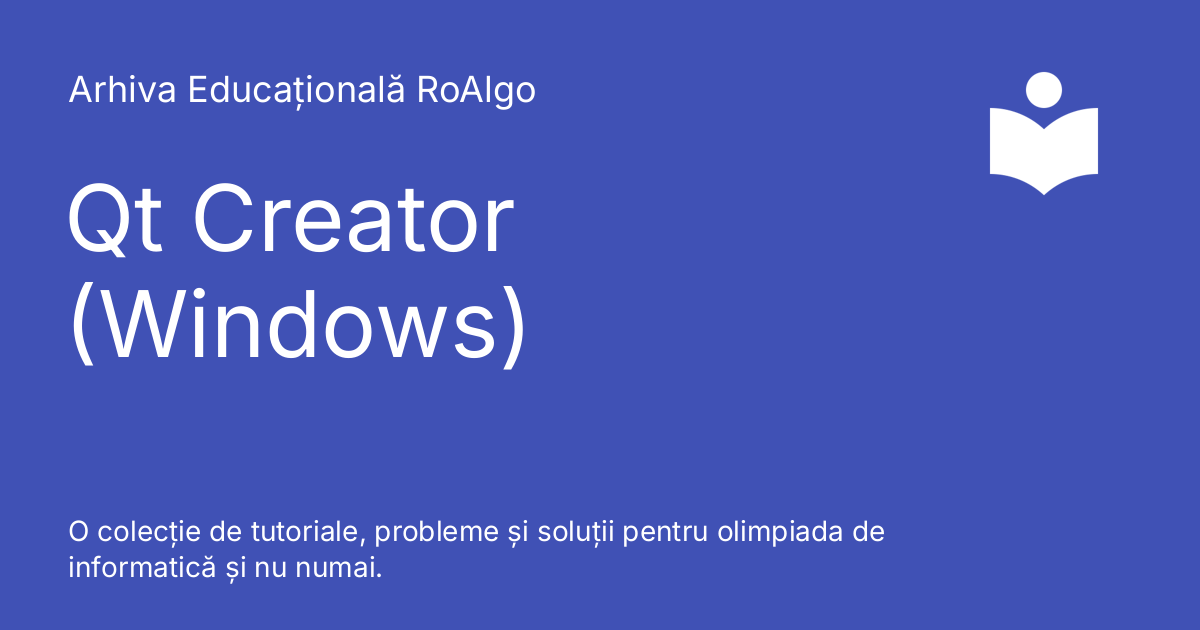 Arhiva Educațională RoAlgo
Qt Creator
(Windows)
O colecție de tutoriale, probleme și soluții pentru olimpiada de
informatică și nu numai.